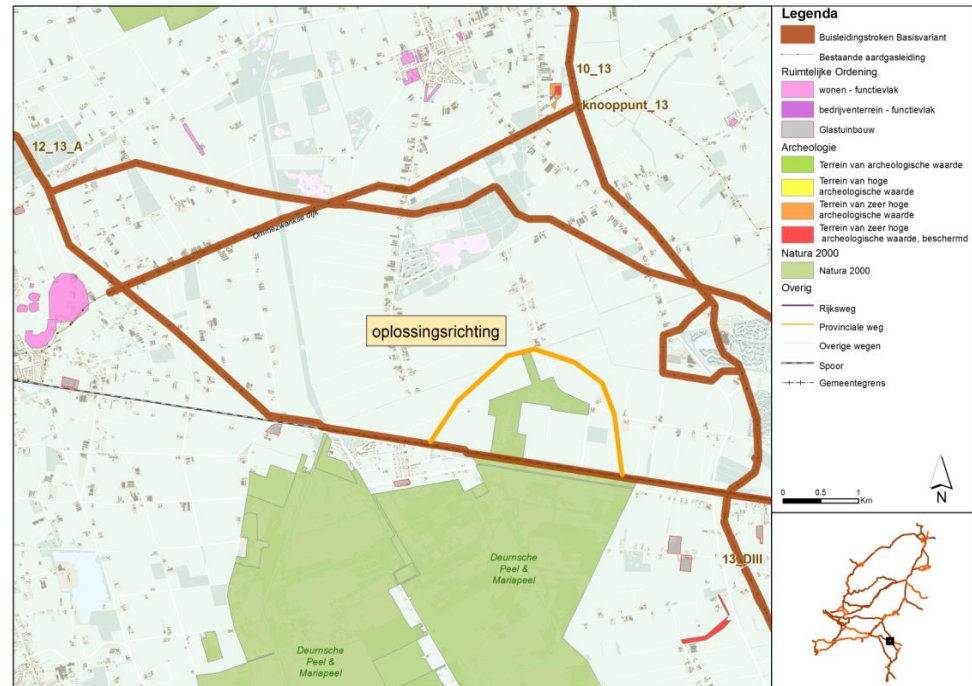 10_13
knooppunt_13
12_13_A
Ommezwankse dijk
oplossingsrichting
Deurnsche
Peel &
Mariapeel
13_DIII
Deurnsche
Peel &
Mariapeel
Legenda
Buisleidingstroken Basisvariant
Bestaande aardgasleiding
Ruimtelijke Ordening
wonen - functievlak
bedrijventerrein - functievlak
Glastuinbouw
Archeologie
Terrein van archeologische waarde
Terrein van hoge
archeologische waarde
Terrein van zeer hoge
archeologische waarde
Terrein van zeer hoge
archeologische waarde, beschermd
Natura 2000
Natura 2000
Overig
Rijksweg
Provinciale weg
Overige wegen
Spoor
Gemeentegrens
0 0.5 1
Km
N